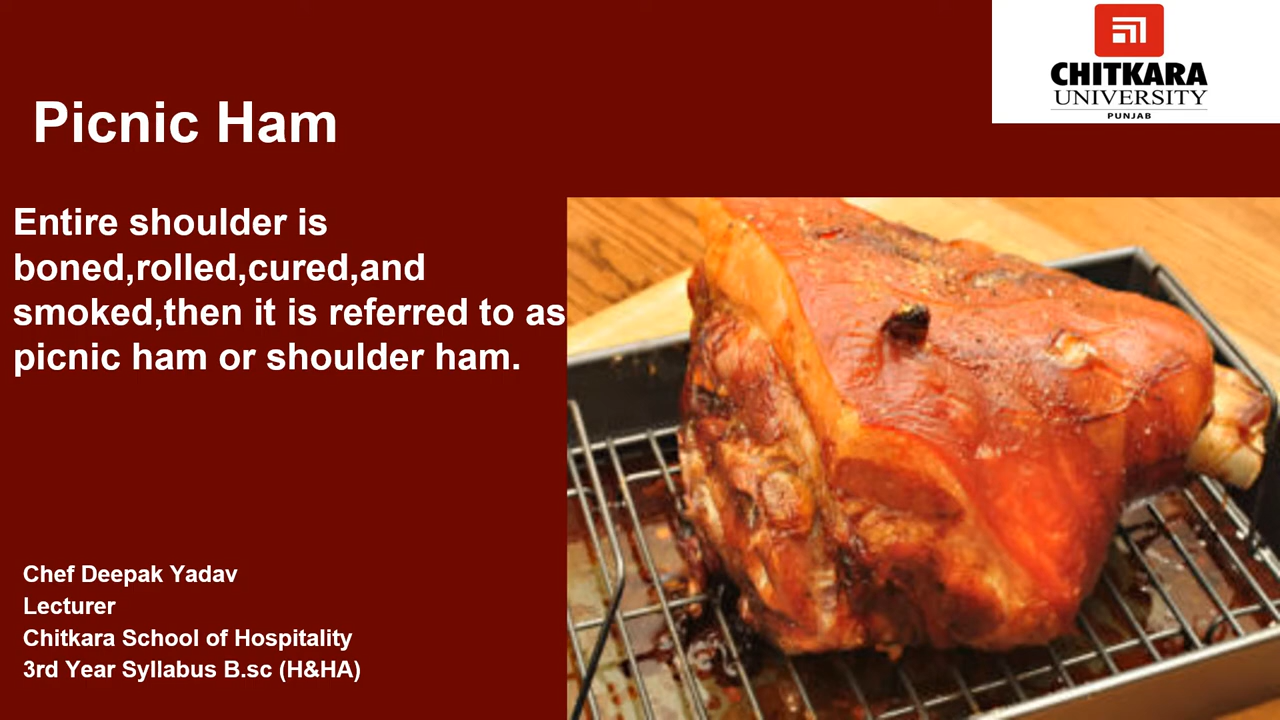 CHITKARA
UNIVERSITY
PUNJAB
Picnic Ham
Entire shoulder is
boned,rolled,cured,and
smoked,then it is referred to as
picnic ham or shoulder ham.
Chef Deepak Yadav
Lecturer
Chitkara School of Hospitality
3rd Year Syllabus B.sc (H&HA)